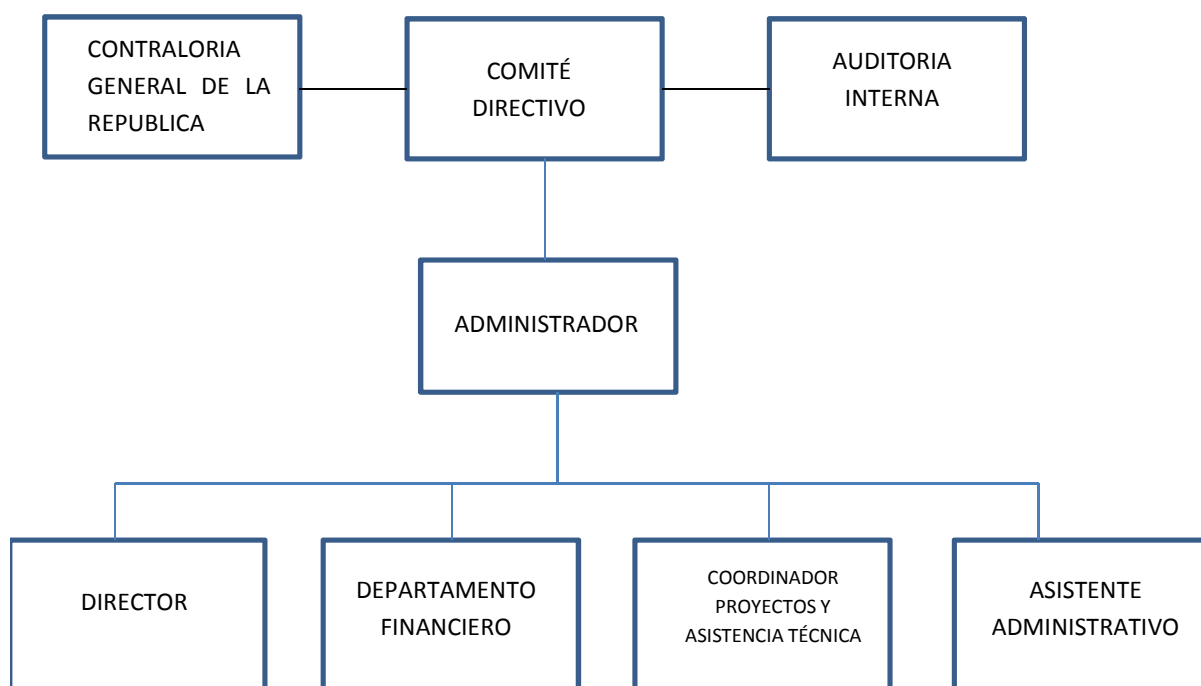 CONTRALORIA
GENERAL DE LA
REPUBLICA
COMITÉ
DIRECTIVO
AUDITORIA
INTERNA
ADMINISTRADOR
DIRECTOR
DEPARTAMENTO
FINANCIERO
COORDINADOR
PROYECTOS Y
ASISTENCIA TÉCNICA
ASISTENTE
ADMINISTRATIVO